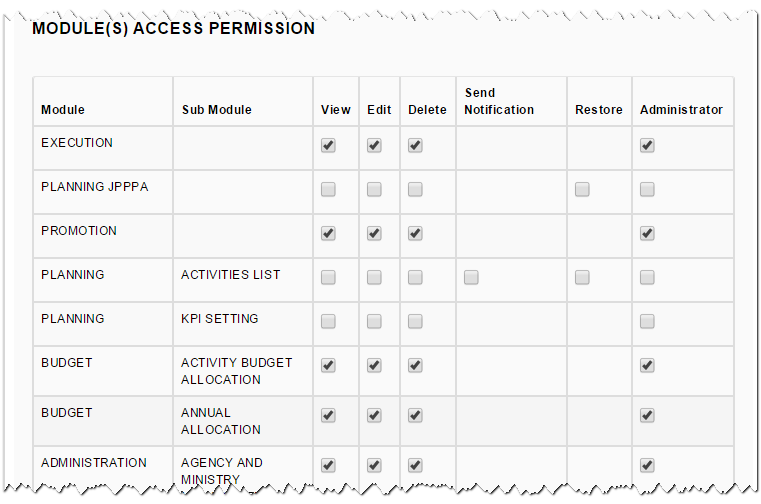 MODULE(S) ACCESS PERMISSION
Module Sub Module View Edit Delete Send Notification Restore Administrator
EXECUTION
PLANNING JPPPA
PROMOTION
PLANNING ACTIVITIES LIST
PLANNING KPI SETTING
BUDGET ACTIVITY BUDGET
ALLOCATION
BUDGET ANNUAL
ALLOCATION
ADMINISTRATION AGENCY AND
MINISTRY